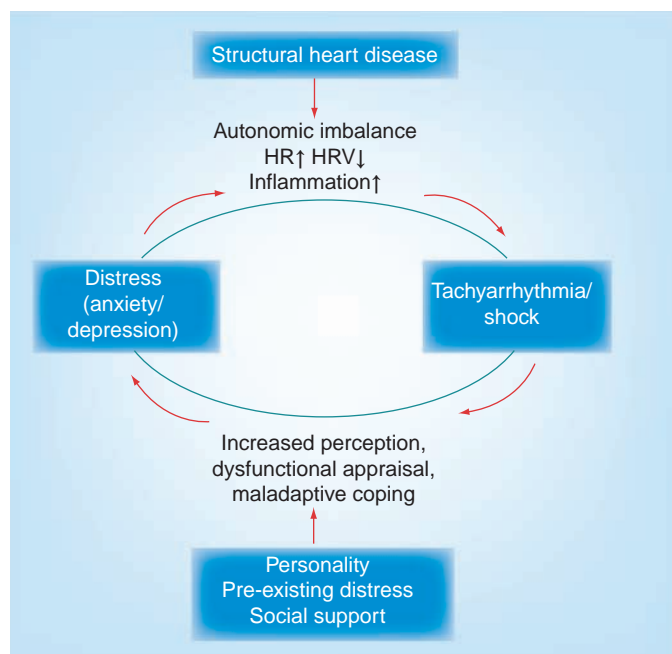 Structural heart disease
Autonomic imbalance
HR↑ HRV↓
Inflammation↑
Distress
(anxiety/
depression)
Tachyarrhythmia/
shock
Increased perception,
dysfunctional appraisal,
maladaptive coping
Personality
Pre-existing distress
Social support